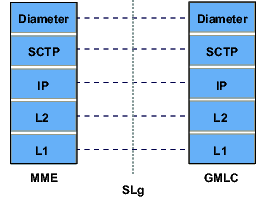 Diameter Diameter
SCTP SCTP
IP IP
L2 L2
L1 L1
MME GMLC
SLg